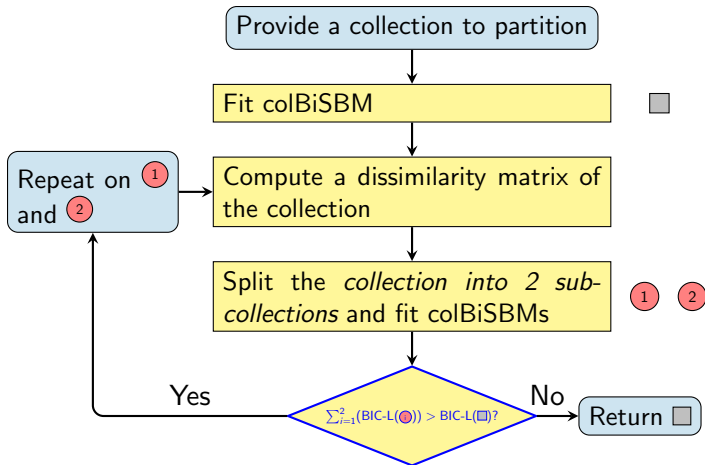 Provide a collection to partition
Fit colBiSBM
Repeat on 1
and 2
Compute a dissimilarity matrix of
the collection
Split the collection into 2 sub-
collections and fit colBiSBMs
1 2
Yes
∑²ᵢ₌₁(BIC-L(i)) > BIC-L(■)?
No
Return